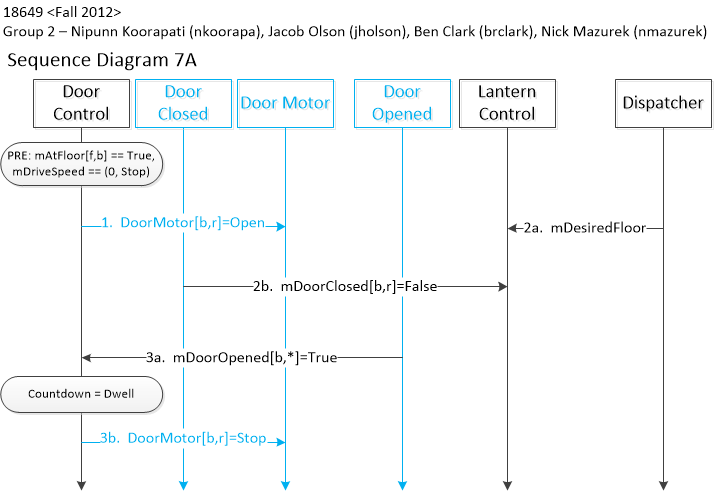 18649 <Fall 2012>
Group 2 – Nipunn Koorapati (nkoorapa), Jacob Olson (jholson), Ben Clark (brclark), Nick Mazurek (nmazurek)
Sequence Diagram 7A
Door
Control
Door
Closed
Door Motor
Door
Opened
Lantern
Control
Dispatcher
PRE: mAtFloor[f,b] == True,
mDriveSpeed == (0, Stop)
1. DoorMotor[b,r]=Open
2a. mDesiredFloor
2b. mDoorClosed[b,r]=False
3a. mDoorOpened[b,*]=True
Countdown = Dwell
3b. DoorMotor[b,r]=Stop